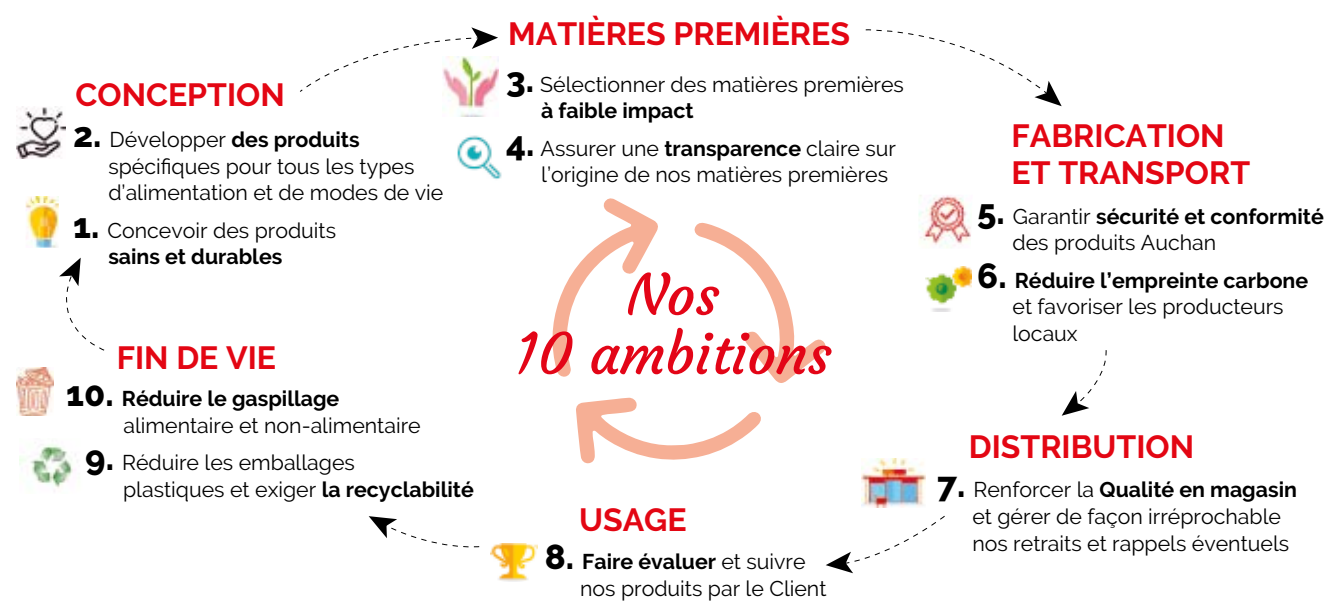 MATIÈRES PREMIÈRES
3. Sélectionner des matières premières
à faible impact
4. Assurer une transparence claire sur
l'origine de nos matières premières
CONCEPTION
2. Développer des produits
spécifiques pour tous les types
d'alimentation et de modes de vie
1. Concevoir des produits
sains et durables
FABRICATION
ET TRANSPORT
5. Garantir sécurité et conformité
des produits Auchan
6. Réduire l'empreinte carbone
et favoriser les producteurs
locaux
Nos
10 ambitions
FIN DE VIE
10. Réduire le gaspillage
alimentaire et non-alimentaire
9. Réduire les emballages
plastiques et exiger la recyclabilité
DISTRIBUTION
7. Renforcer la Qualité en magasin
et gérer de façon irréprochable
nos retraits et rappels éventuels
USAGE
8. Faire évaluer et suivre
nos produits par le Client